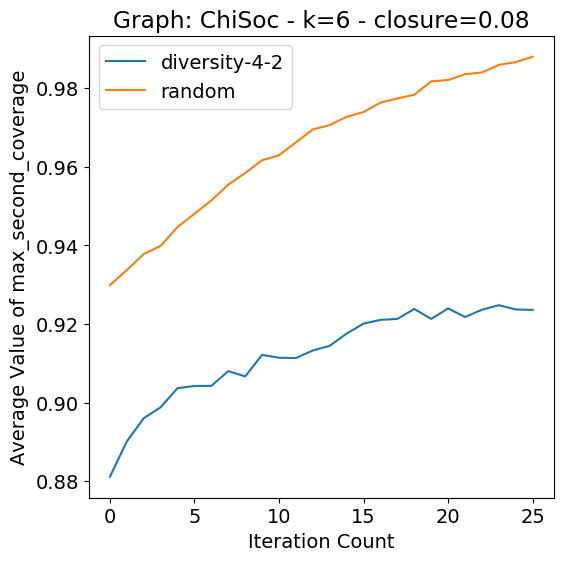 Graph: ChiSoc - k=6 - closure=0.08
diversity-4-2
random
Average Value of max_second_coverage
0.98
0.96
0.94
0.92
0.90
0.88
0 5 10 15 20 25
Iteration Count